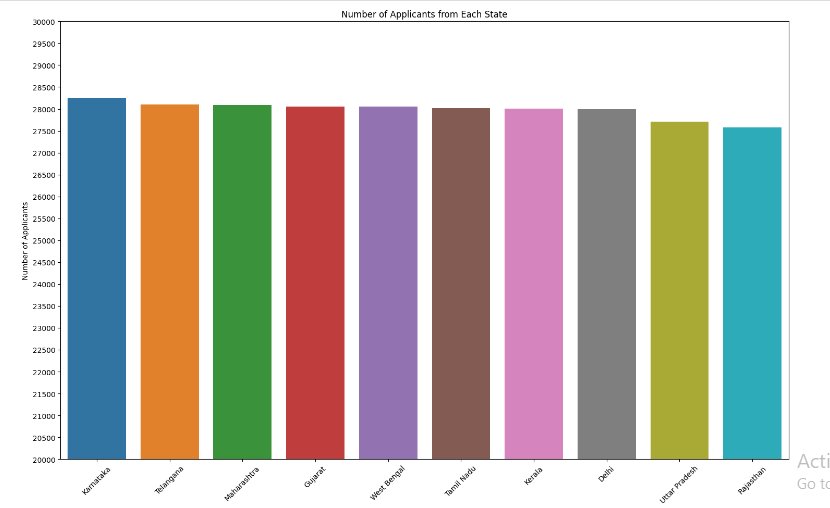 Number of Applicants from Each State
30000
29500
29000
28500
28000
27500
27000
26500
26000
25500
25000
24500
24000
23500
23000
22500
22000
21500
21000
20500
20000
Number of Applicants
Karnataka
Telangana
Maharashtra
Gujarat
West Bengal
Tamil Nadu
Kerala
Delhi
Uttar Pradesh
Rajasthan
Acti
Go to